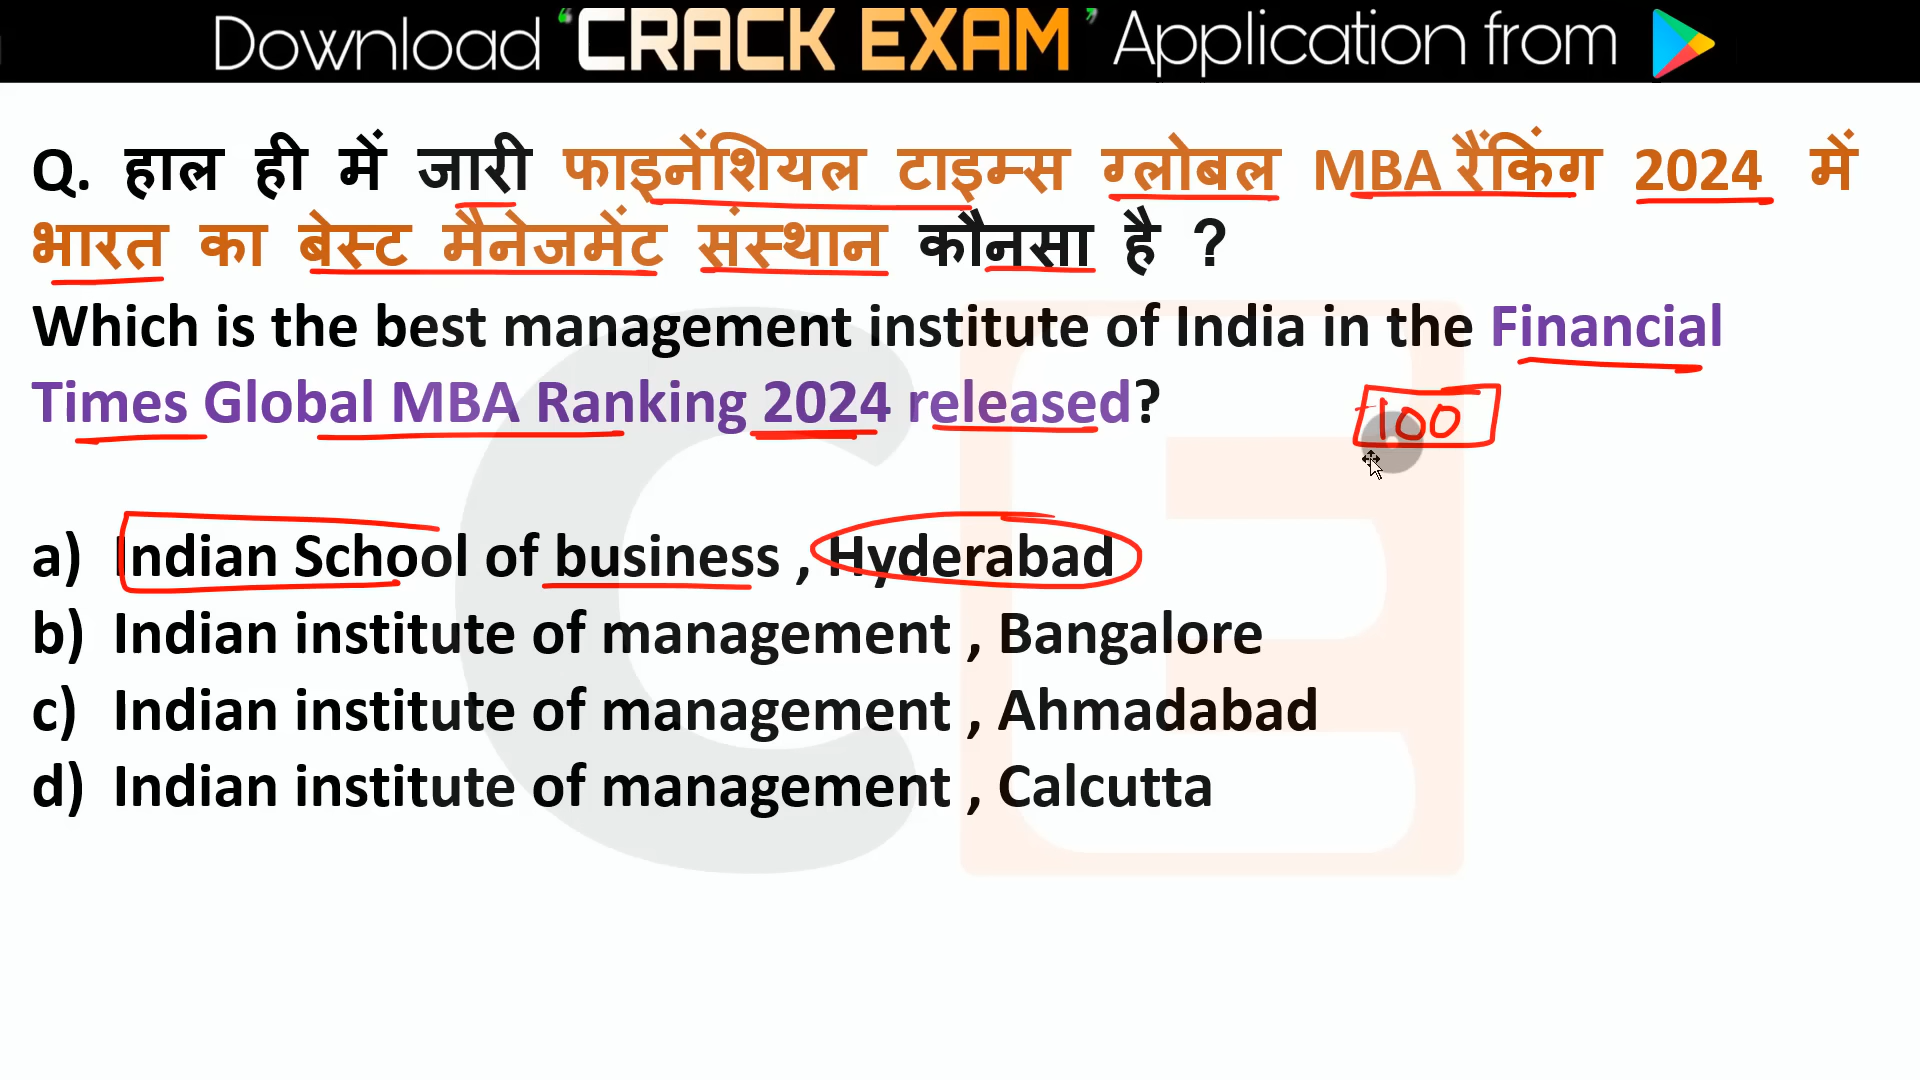 Download ‘CRACK EXAM’ Application from
Q. हाल ही में जारी फाइनेंशियल टाइम्स ग्लोबल MBA रैंकिंग 2024 में
भारत का बेस्ट मैनेजमेंट संस्थान कौनसा है ?
Which is the best management institute of India in the Financial
Times Global MBA Ranking 2024 released?
100
a) Indian School of business , Hyderabad
b) Indian institute of management , Bangalore
c) Indian institute of management , Ahmadabad
d) Indian institute of management , Calcutta
CE